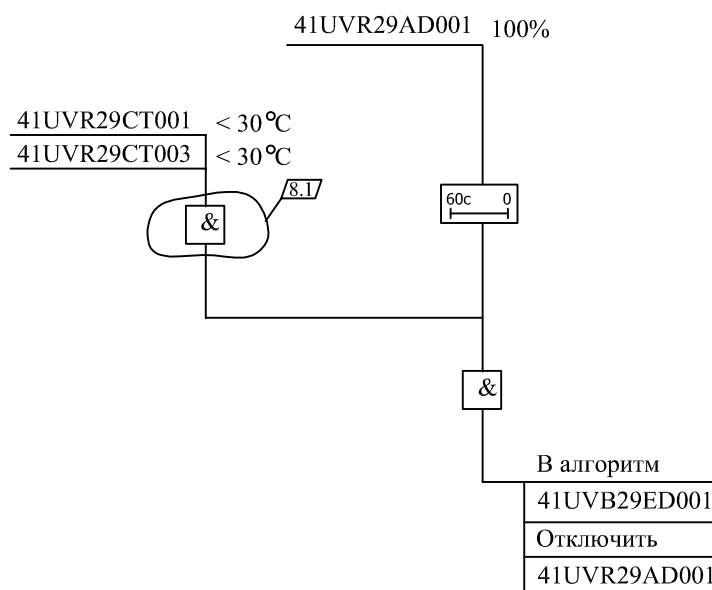 41UVR29AD001 100%
41UVR29CT001 < 30°C
41UVR29CT003 < 30°C
8.1
60с 0
&
&
В алгоритм
41UVB29ED001
Отключить
41UVR29AD001